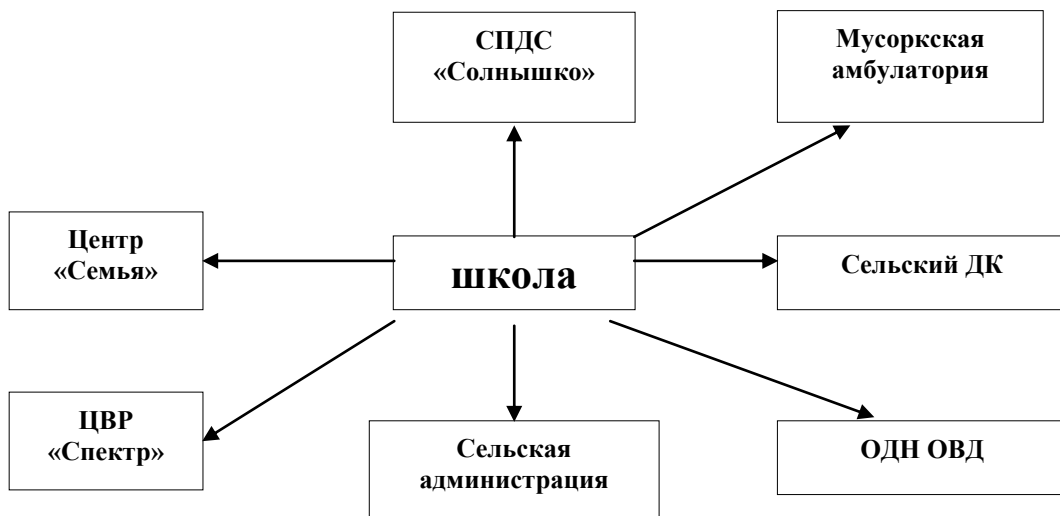 СПДС
«Солнышко»
Мусоркская
амбулатория
Центр
«Семья»
школа
Сельский ДК
ЦВР
«Спектр»
Сельская
администрация
ОДН ОВД